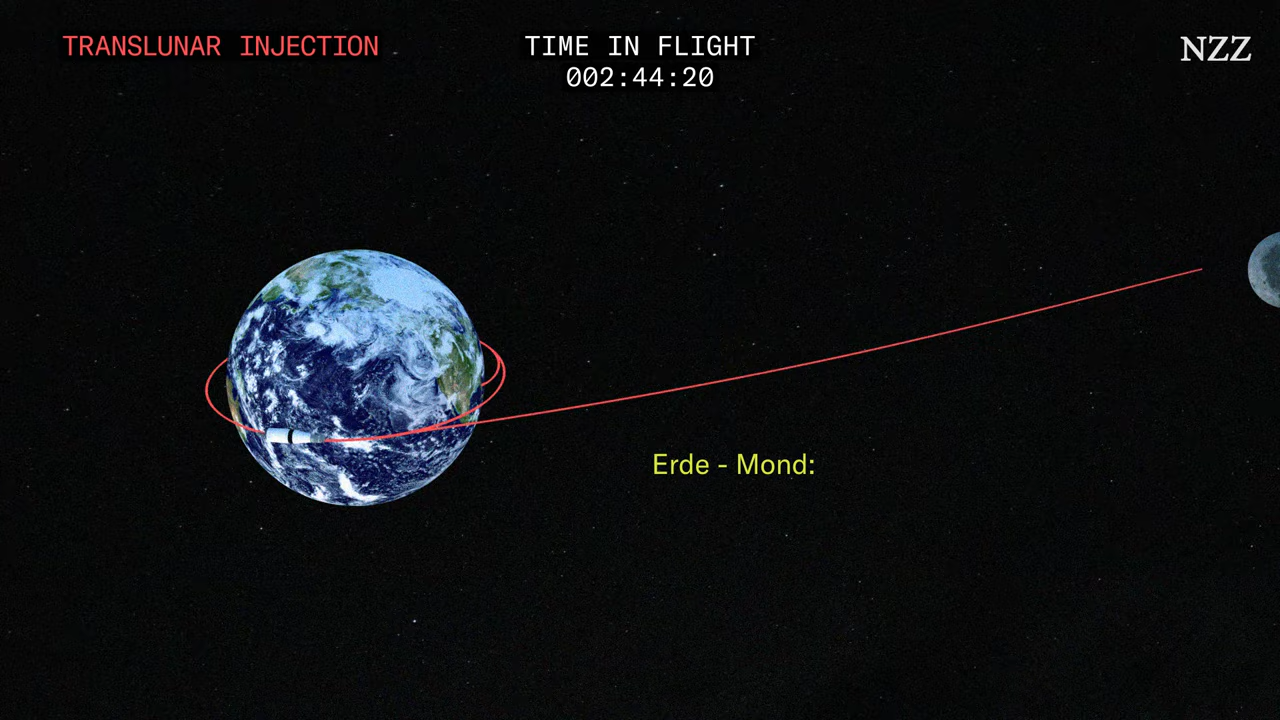 TRANSLUNAR INJECTION
TIME IN FLIGHT
002:44:20
NZZ
Erde - Mond: